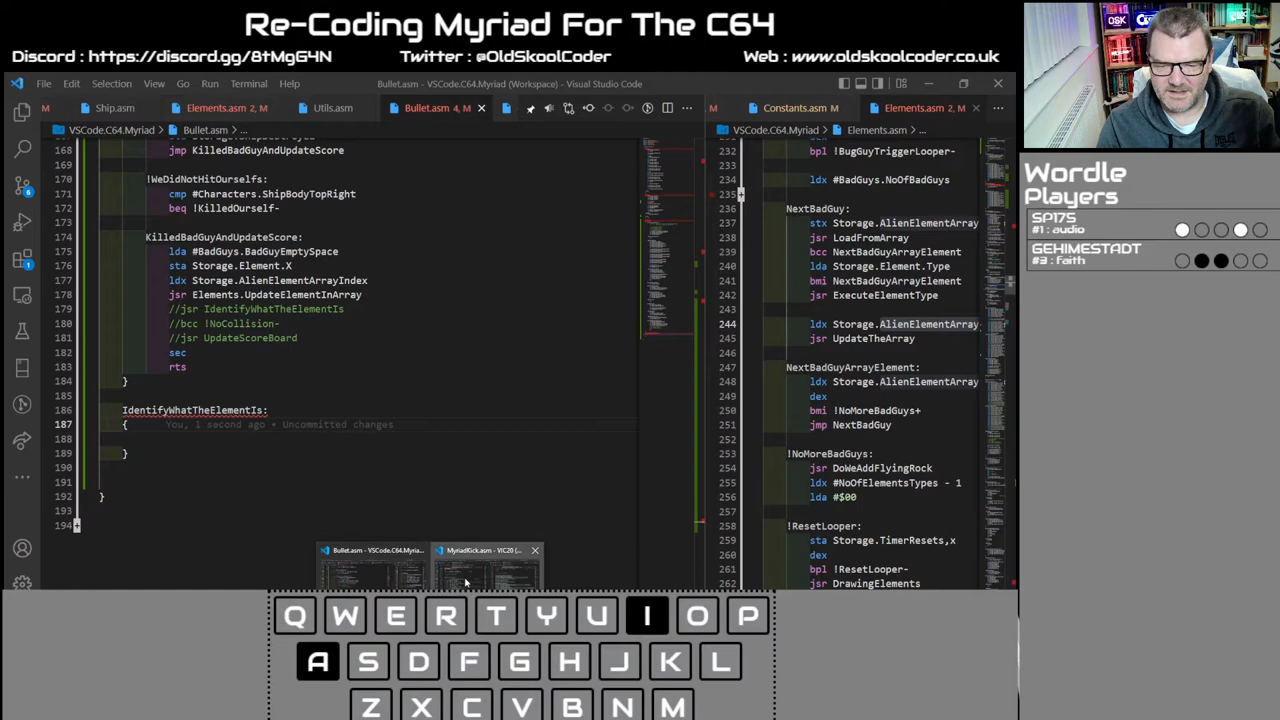 Re-Coding Myriad For The C64
Discord : https://discord.gg/8tMgG4N
Twitter : @OldSkoolCoder
Web : www.oldskoolcoder.co.uk
File Edit Selection View Go Run Terminal Help
Bullet.asm - VSCode.C64.Myriad (Workspace) - Visual Studio Code
M Ship.asm Elements.asm 2, M Utils.asm Bullet.asm 4, M
VSCode.C64.Myriad > Bullet.asm > ...
168 jmp KilledBadGuyAndUpdateScore
169
170 !WeDidNotHitOurselfs:
171 cmp #Characters.ShipBodyTopRight
172 beq !KilledOurself-
173
174 KilledBadGuyAndUpdateScore:
175 lda #BadGuys.BadGuyEmptySpace
176 sta Storage.Element.Type
177 ldx Storage.AlienElementArrayIndex
178 jsr Elements.UpdateElementInArray
179 //jsr IdentifyWhatTheElementIs
180 //bcc !NoCollision-
181 //jsr UpdateScoreBoard
182 sec
183 rts
184 }
185
186 IdentifyWhatTheElementIs:
187 { You, 1 second ago • Uncommitted changes
188
189
190
191
192 }
193
194
M Constants.asm M Elements.asm 2, M
VSCode.C64.Myriad > Elements.asm > ...
232 bpl !BugGuyTriggerLooper-
233
234 ldx #BadGuys.NoOfBadGuys
235
236 NextBadGuy:
237 stx Storage.AlienElementArray
238 jsr LoadFromArray
239 bcc NextBadGuyArrayElement
240 lda Storage.Element.Type
241 bmi NextBadGuyArrayElement
242 jsr ExecuteElementType
243
244 ldx Storage.AlienElementArray
245 jsr UpdateTheArray
246
247 NextBadGuyArrayElement:
248 ldx Storage.AlienElementArray
249 dex
250 bmi !NoMoreBadGuys+
251 jmp NextBadGuy
252
253 !NoMoreBadGuys:
254 jsr DoWeAddFlyingRock
255 ldx #NoOfElementsTypes - 1
256 lda #$00
257
258 !ResetLooper:
259 sta Storage.TimerResets,x
260 dex
261 bpl !ResetLooper-
262 jsr DrawingElements
Bullet.asm - VSCode.C64.Myria...
MyriadKick.asm - VIC20 (...
Wordle
Players
SP175
#1 : audio
GEHIMESTADT
#3 : faith
Q W E R T Y U I O P
A S D F G H J K L
Z X C V B N M